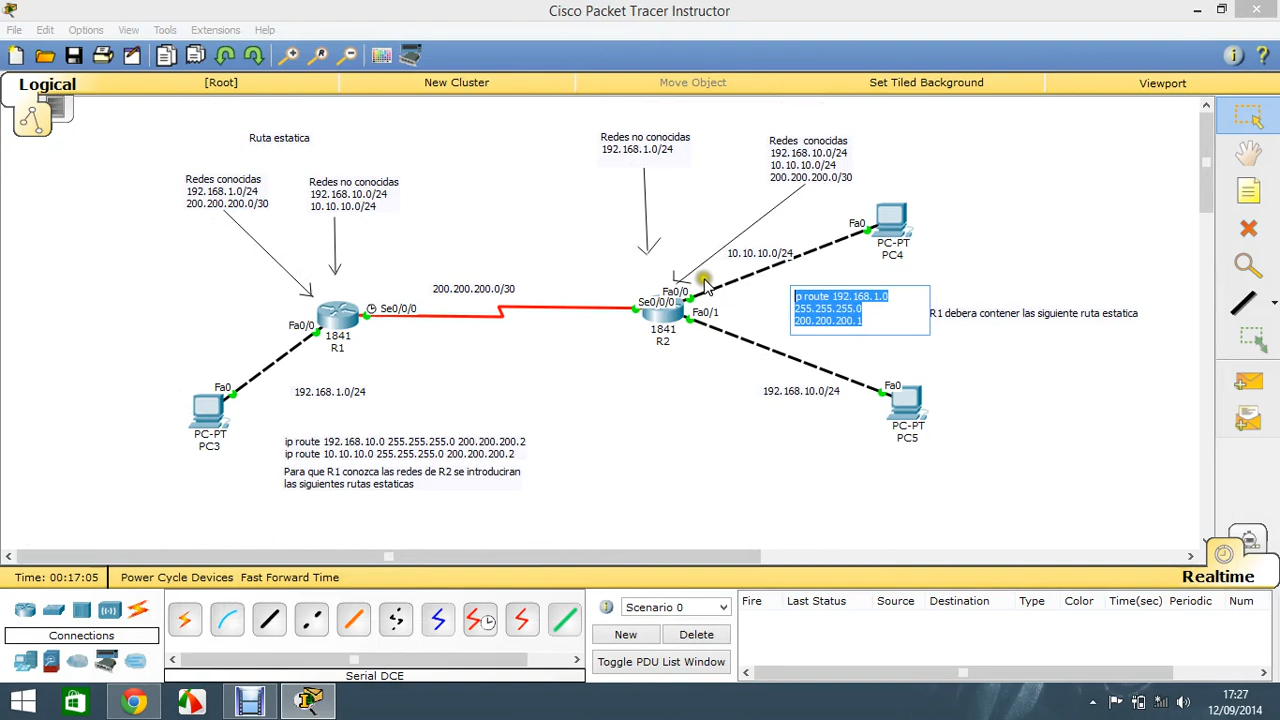 Cisco Packet Tracer Instructor
File Edit Options View Tools Extensions Help
Logical
[Root]
New Cluster
Move Object
Set Tiled Background
Viewport
Ruta estatica
Redes conocidas
192.168.1.0/24
200.200.200.0/30
Redes no conocidas
192.168.10.0/24
10.10.10.0/24
Redes no conocidas
192.168.1.0/24
Redes conocidas
192.168.10.0/24
10.10.10.0/24
200.200.200.0/30
Fa0
PC-PT
PC4
10.10.10.0/24
200.200.200.0/30
Fa0/0
Se0/0/0
Fa0/1
1841
R2
Se0/0/0
Fa0/0
1841
R1
ip route 192.168.1.0
255.255.255.0
200.200.200.1
R1 debera contener las siguiente ruta estatica
Fa0
PC-PT
PC3
192.168.1.0/24
192.168.10.0/24
Fa0
PC-PT
PC5
ip route 192.168.10.0 255.255.255.0 200.200.200.2
ip route 10.10.10.0 255.255.255.0 200.200.200.2
Para que R1 conozca las redes de R2 se introduciran
las siguientes rutas estaticas
Time: 00:17:05
Power Cycle Devices Fast Forward Time
Realtime
Connections
Serial DCE
Scenario 0
New
Delete
Toggle PDU List Window
Fire Last Status Source Destination Type Color Time(sec) Periodic Num
17:27
12/09/2014